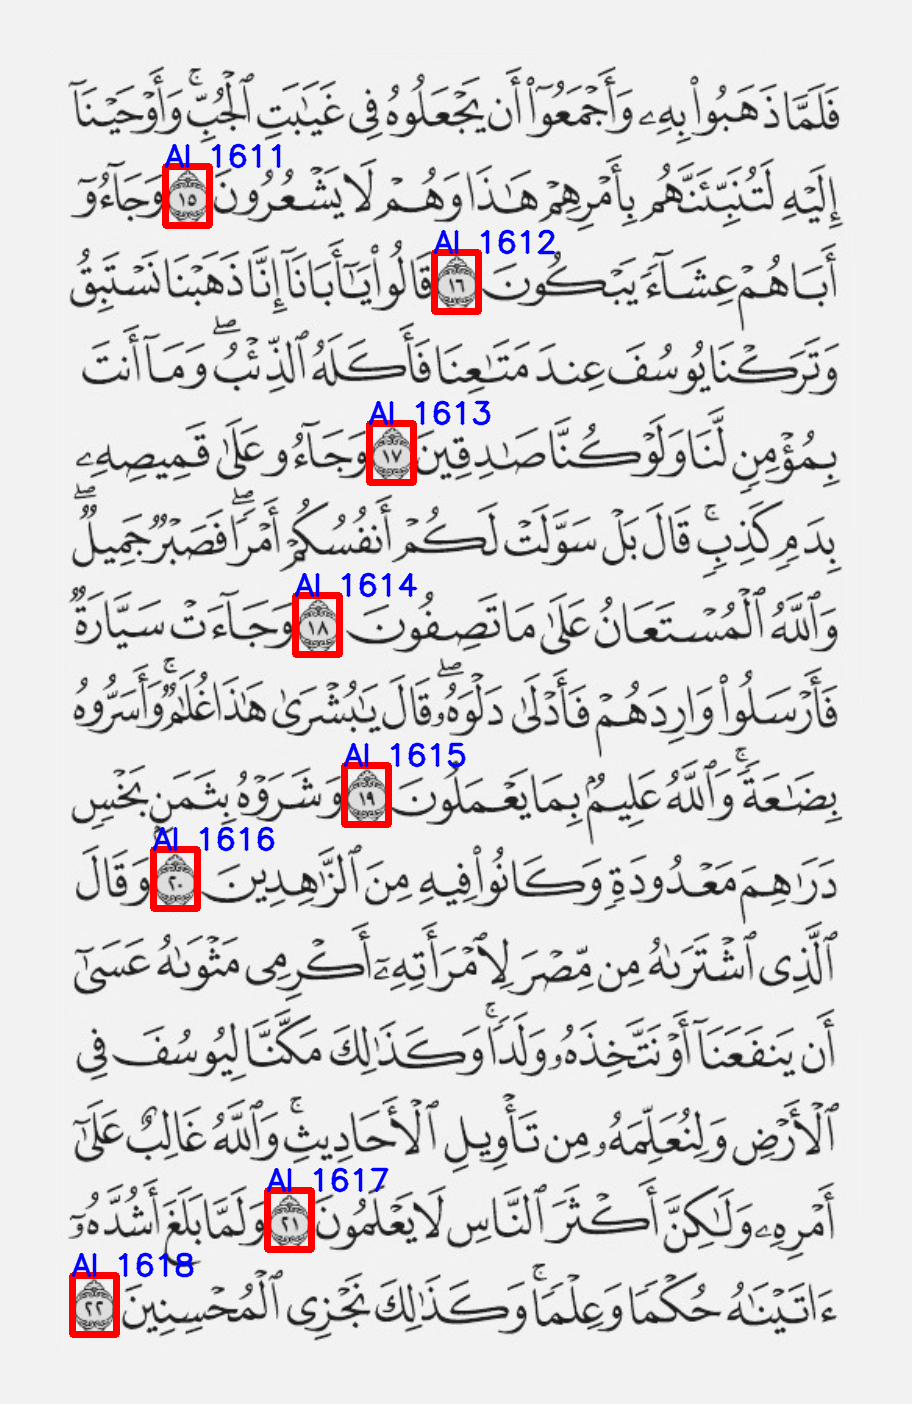 فَلَمَّا ذَهَبُوا۟ بِهِۦ وَأَجْمَعُوٓا۟ أَن يَجْعَلُوهُ فِى غَيَـٰبَتِ ٱلْجُبِّ ۚ وَأَوْحَيْنَآ
AI 1611
إِلَيْهِ لَتُنَبِّئَنَّهُم بِأَمْرِهِمْ هَـٰذَا وَهُمْ لَا يَشْعُرُونَ ١٥ وَجَآءُوٓ
AI 1612
أَبَاهُمْ عِشَآءً يَبْكُونَ ١٦ قَالُوا۟ يَـٰٓأَبَانَآ إِنَّا ذَهَبْنَا نَسْتَبِقُ
وَتَرَكْنَا يُوسُفَ عِندَ مَتَـٰعِنَا فَأَكَلَهُ ٱلذِّئْبُ ۖ وَمَآ أَنتَ
AI 1613
بِمُؤْمِنٍ لَّنَا وَلَوْ كُنَّا صَـٰدِقِينَ ١٧ وَجَآءُو عَلَىٰ قَمِيصِهِۦ
بِدَمٍ كَذِبٍ ۚ قَالَ بَلْ سَوَّلَتْ لَكُمْ أَنفُسُكُمْ أَمْرًا ۖ فَصَبْرٌ جَمِيلٌ ۖ
AI 1614
وَٱللَّهُ ٱلْمُسْتَعَانُ عَلَىٰ مَا تَصِفُونَ ١٨ وَجَآءَتْ سَيَّارَةٌ
فَأَرْسَلُوا۟ وَارِدَهُمْ فَأَدْلَىٰ دَلْوَهُۥ ۖ قَالَ يَـٰبُشْرَىٰ هَـٰذَا غُلَـٰمٌ ۚ وَأَسَرُّوهُ
AI 1615
بِضَـٰعَةً ۚ وَٱللَّهُ عَلِيمٌۢ بِمَا يَعْمَلُونَ ١٩ وَشَرَوْهُ بِثَمَنٍۭ بَخْسٍ
AI 1616
دَرَٰهِمَ مَعْدُودَةٍ وَكَانُوا۟ فِيهِ مِنَ ٱلزَّٰهِدِينَ ٢٠ وَقَالَ
ٱلَّذِى ٱشْتَرَىٰهُ مِن مِّصْرَ لِٱمْرَأَتِهِۦٓ أَكْرِمِى مَثْوَىٰهُ عَسَىٰٓ
أَن يَنفَعَنَآ أَوْ نَتَّخِذَهُۥ وَلَدًا ۚ وَكَذَٰلِكَ مَكَّنَّا لِيُوسُفَ فِى
ٱلْأَرْضِ وَلِنُعَلِّمَهُۥ مِن تَأْوِيلِ ٱلْأَحَادِيثِ ۚ وَٱللَّهُ غَالِبٌ عَلَىٰٓ
AI 1617
أَمْرِهِۦ وَلَـٰكِنَّ أَكْثَرَ ٱلنَّاسِ لَا يَعْلَمُونَ ٢١ وَلَمَّا بَلَغَ أَشُدَّهُۥٓ
AI 1618
ءَاتَيْنَـٰهُ حُكْمًا وَعِلْمًا ۚ وَكَذَٰلِكَ نَجْزِى ٱلْمُحْسِنِينَ ٢٢